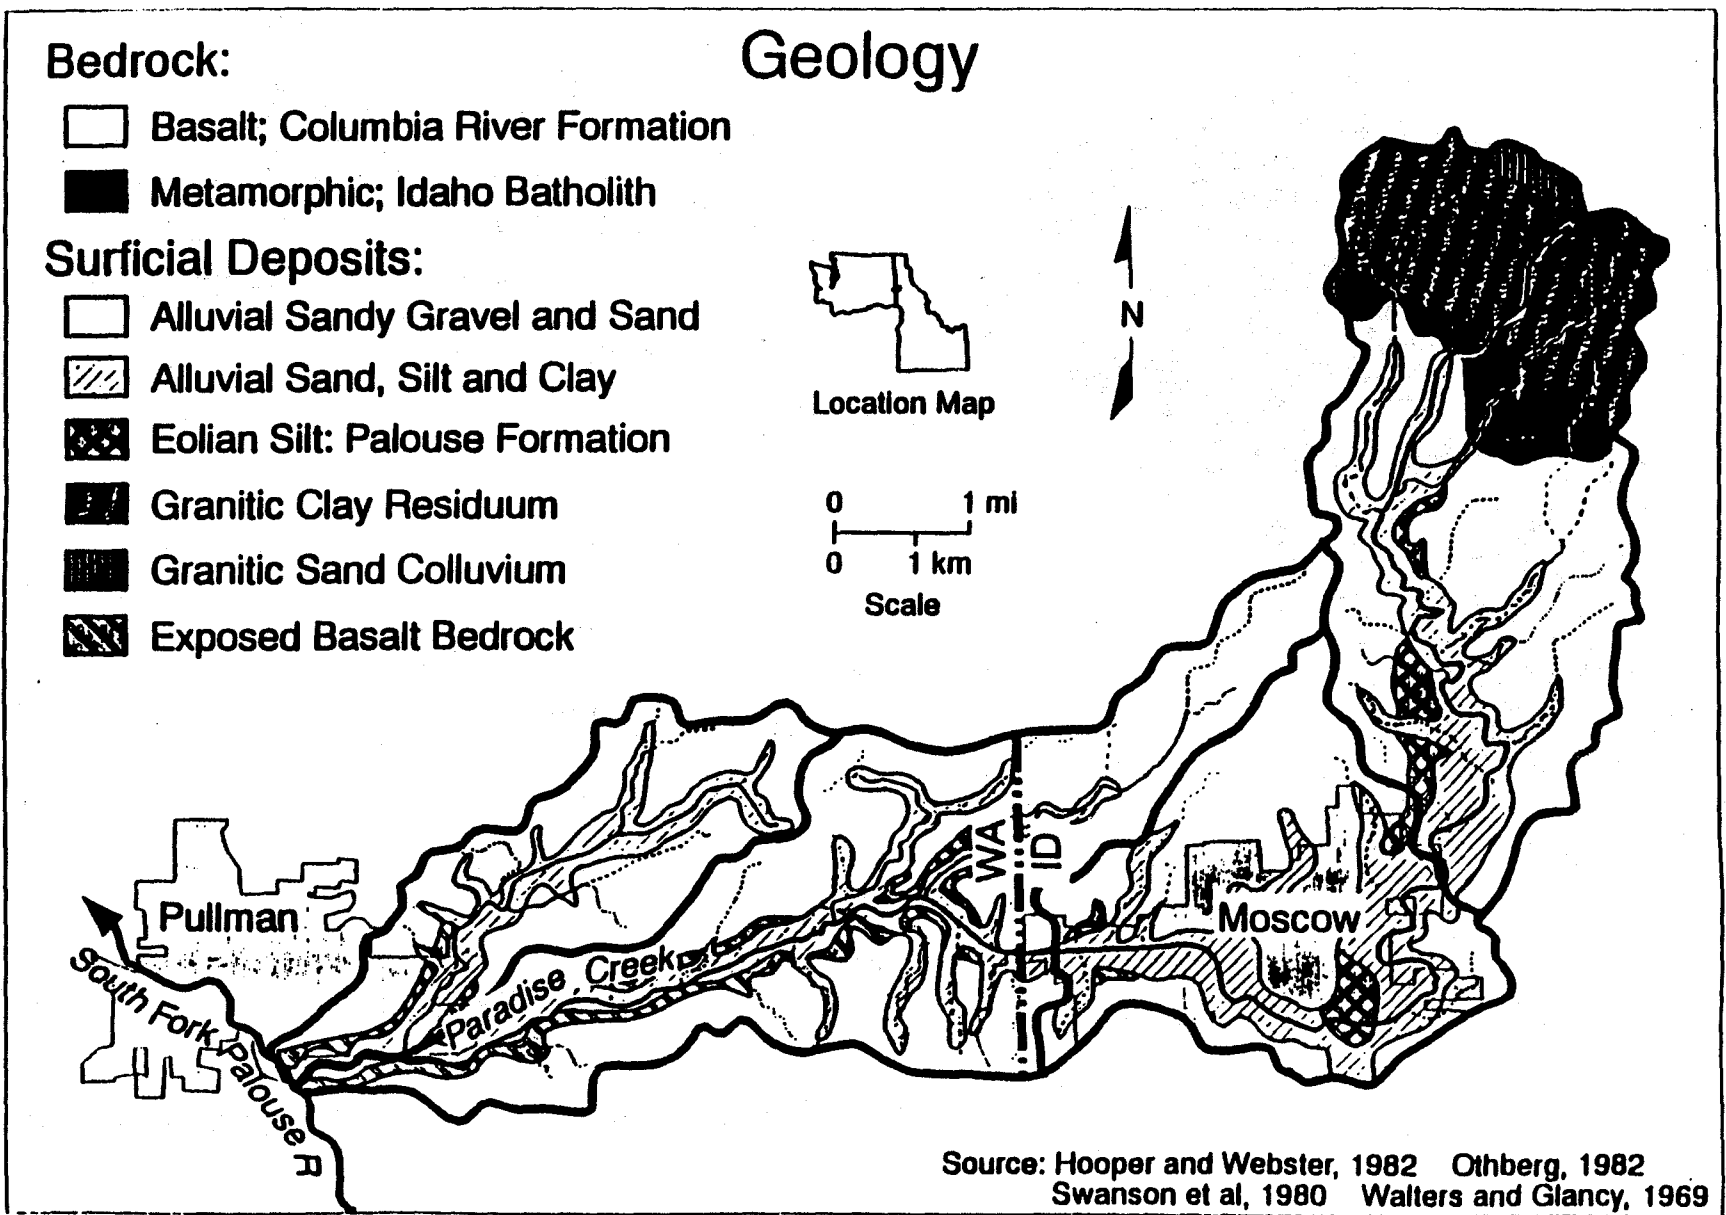 Geology
Bedrock:
Basalt; Columbia River Formation
Metamorphic; Idaho Batholith
Surficial Deposits:
Alluvial Sandy Gravel and Sand
Alluvial Sand, Silt and Clay
Eolian Silt: Palouse Formation
Granitic Clay Residuum
Granitic Sand Colluvium
Exposed Basalt Bedrock
Location Map
N
0 1 mi
0 1 km
Scale
WA
ID
Pullman
Moscow
Paradise Creek
South Fork Palouse R
Source: Hooper and Webster, 1982 Othberg, 1982
Swanson et al, 1980 Walters and Glancy, 1969